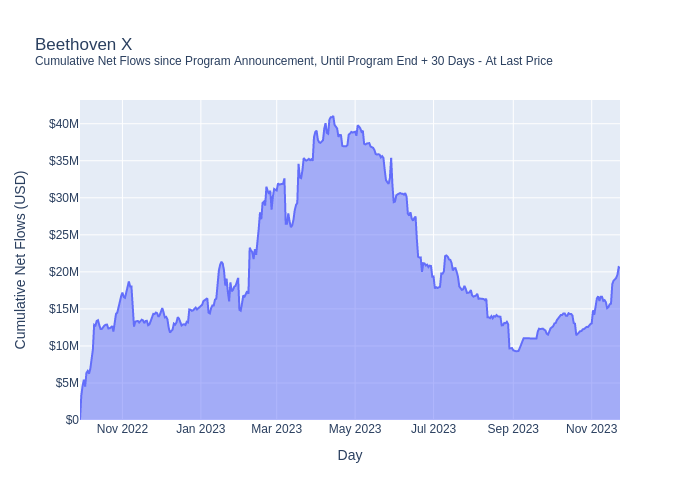 Beethoven X
Cumulative Net Flows since Program Announcement, Until Program End + 30 Days - At Last Price
Cumulative Net Flows (USD)
$40M
$35M
$30M
$25M
$20M
$15M
$10M
$5M
$0
Nov 2022
Jan 2023
Mar 2023
May 2023
Jul 2023
Sep 2023
Nov 2023
Day